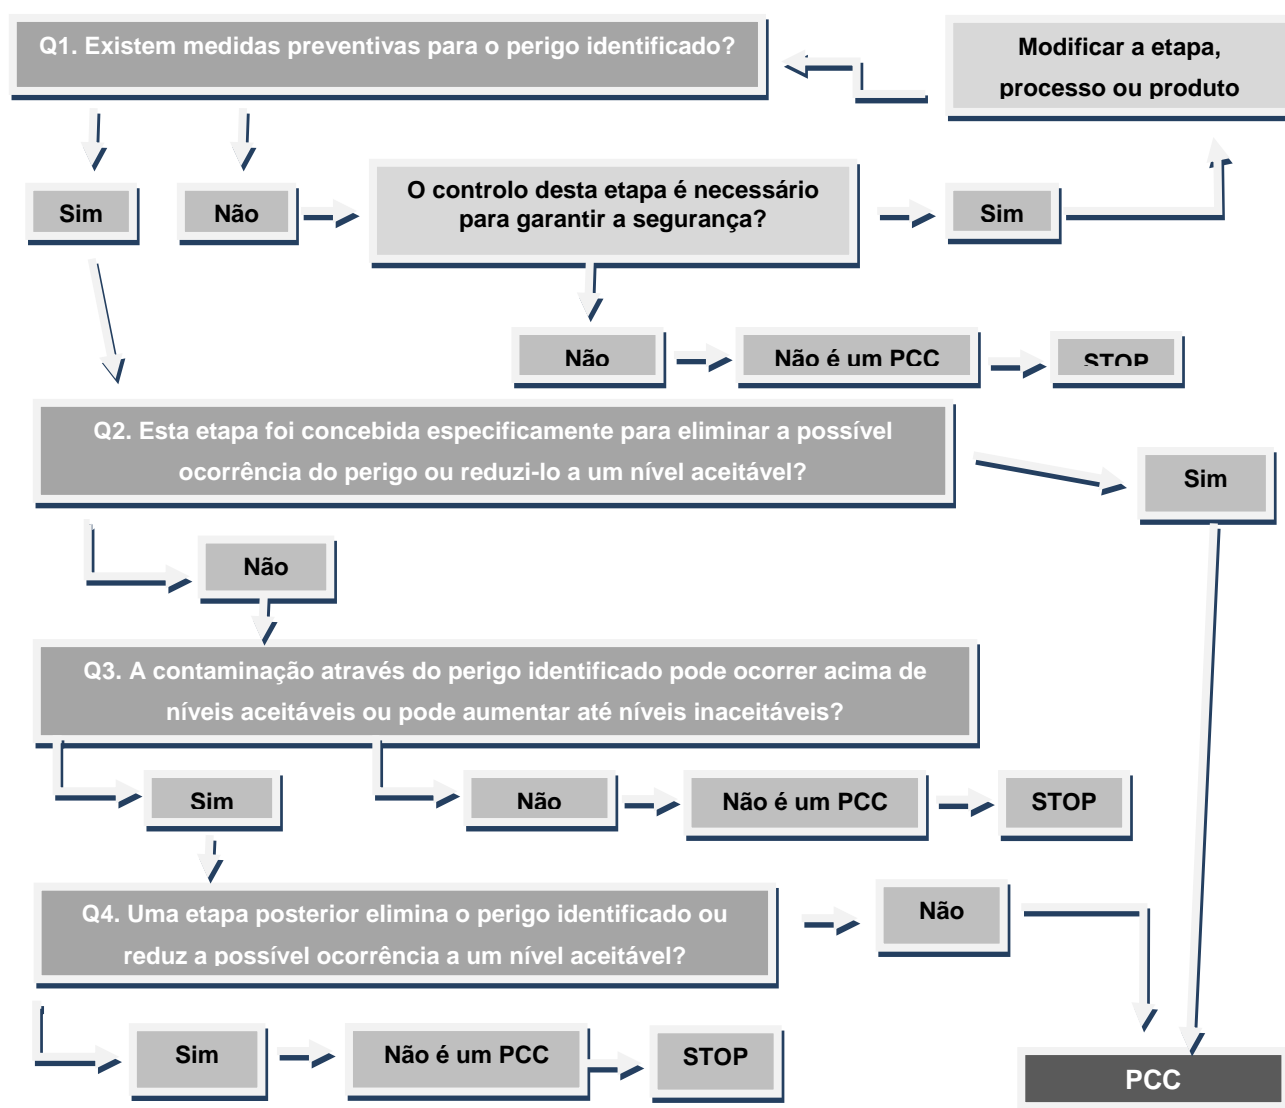 Q1. Existem medidas preventivas para o perigo identificado?
Modificar a etapa,
processo ou produto
Sim
Não
O controlo desta etapa é necessário
para garantir a segurança?
Sim
Não
Não é um PCC
STOP
Q2. Esta etapa foi concebida especificamente para eliminar a possível
ocorrência do perigo ou reduzi-lo a um nível aceitável?
Sim
Não
Q3. A contaminação através do perigo identificado pode ocorrer acima de
níveis aceitáveis ou pode aumentar até níveis inaceitáveis?
Sim
Não
Não é um PCC
STOP
Q4. Uma etapa posterior elimina o perigo identificado ou
reduz a possível ocorrência a um nível aceitável?
Não
Sim
Não é um PCC
STOP
PCC